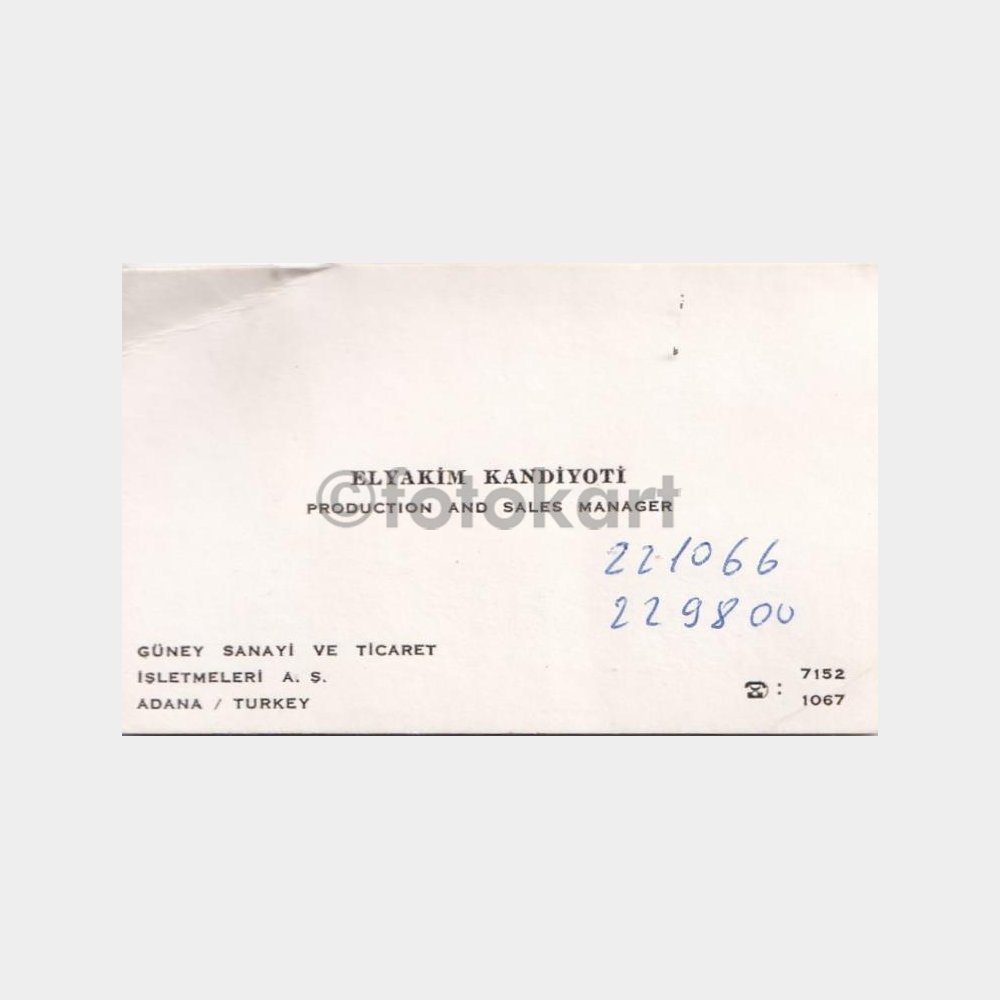 ELYAKİM KANDİYOTİ
©fotokart
PRODUCTION AND SALES MANAGER
221066
229800
GÜNEY SANAYİ VE TİCARET
İŞLETMELERİ A. Ş.
ADANA / TURKEY
☎ : 7152
1067